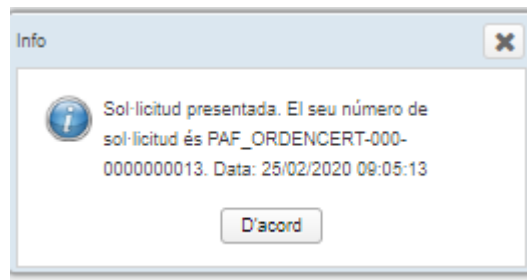 Info
Sol·licitud presentada. El seu número de
sol·licitud és PAF_ORDENCERT-000-
0000000013. Data: 25/02/2020 09:05:13
D'acord